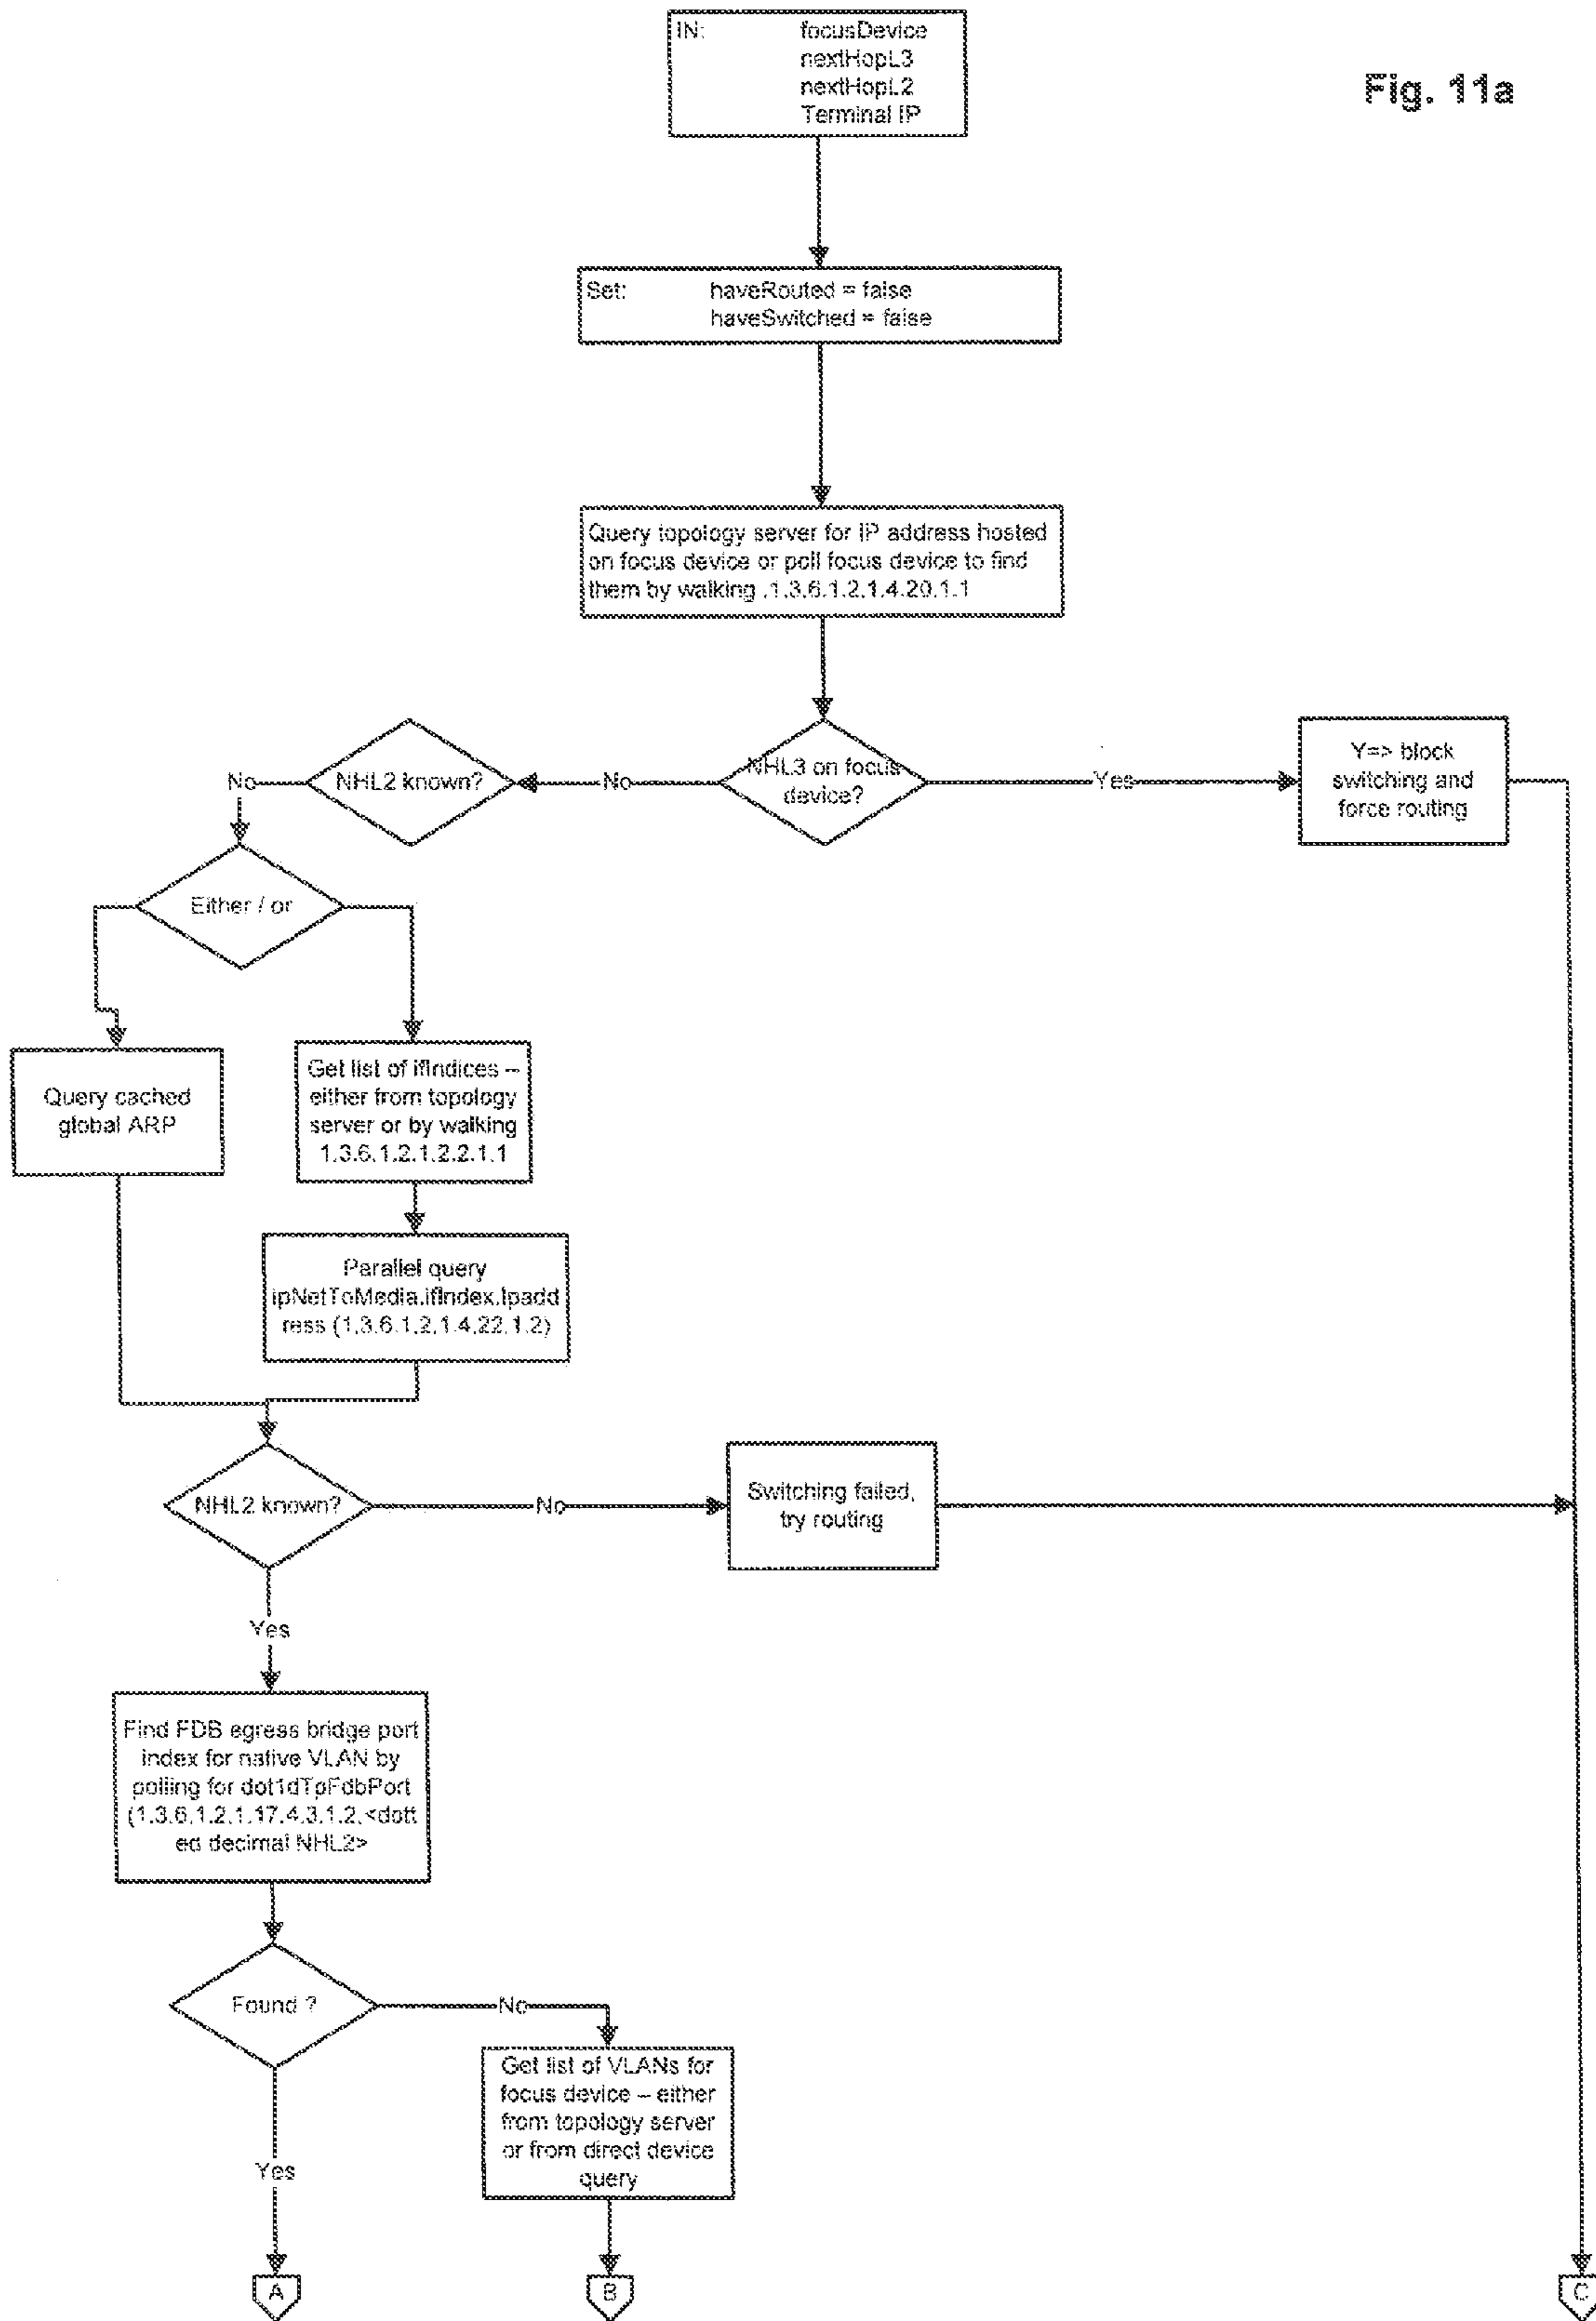 Fig. 11a
IN: focusDevice
nextHopL3
nextHopL2
Terminal IP
Set: haveRouted = false
haveSwitched = false
Query topology server for IP address hosted
on focus device or poll focus device to find
them by walking .1.3.6.1.2.1.4.20.1.1
NHL3 on focus
device?
No
Yes
NHL2 known?
No
Y=> block
switching and
force routing
Either / or
Query cached
global ARP
Get list of ifIndices –
either from topology
server or by walking
1.3.6.1.2.1.2.2.1.1
Parallel query
ipNetToMedia.ifIndex.Ipadd
ress (1.3.6.1.2.1.4.22.1.2)
NHL2 known?
No
Switching failed,
try routing
Yes
Find FDB egress bridge port
index for native VLAN by
polling for dot1dTpFdbPort
(1.3.6.1.2.1.17.4.3.1.2.<dott
ed decimal NHL2>
Found ?
No
Get list of VLANs for
focus device – either
from topology server
or from direct device
query
Yes
A
B
C